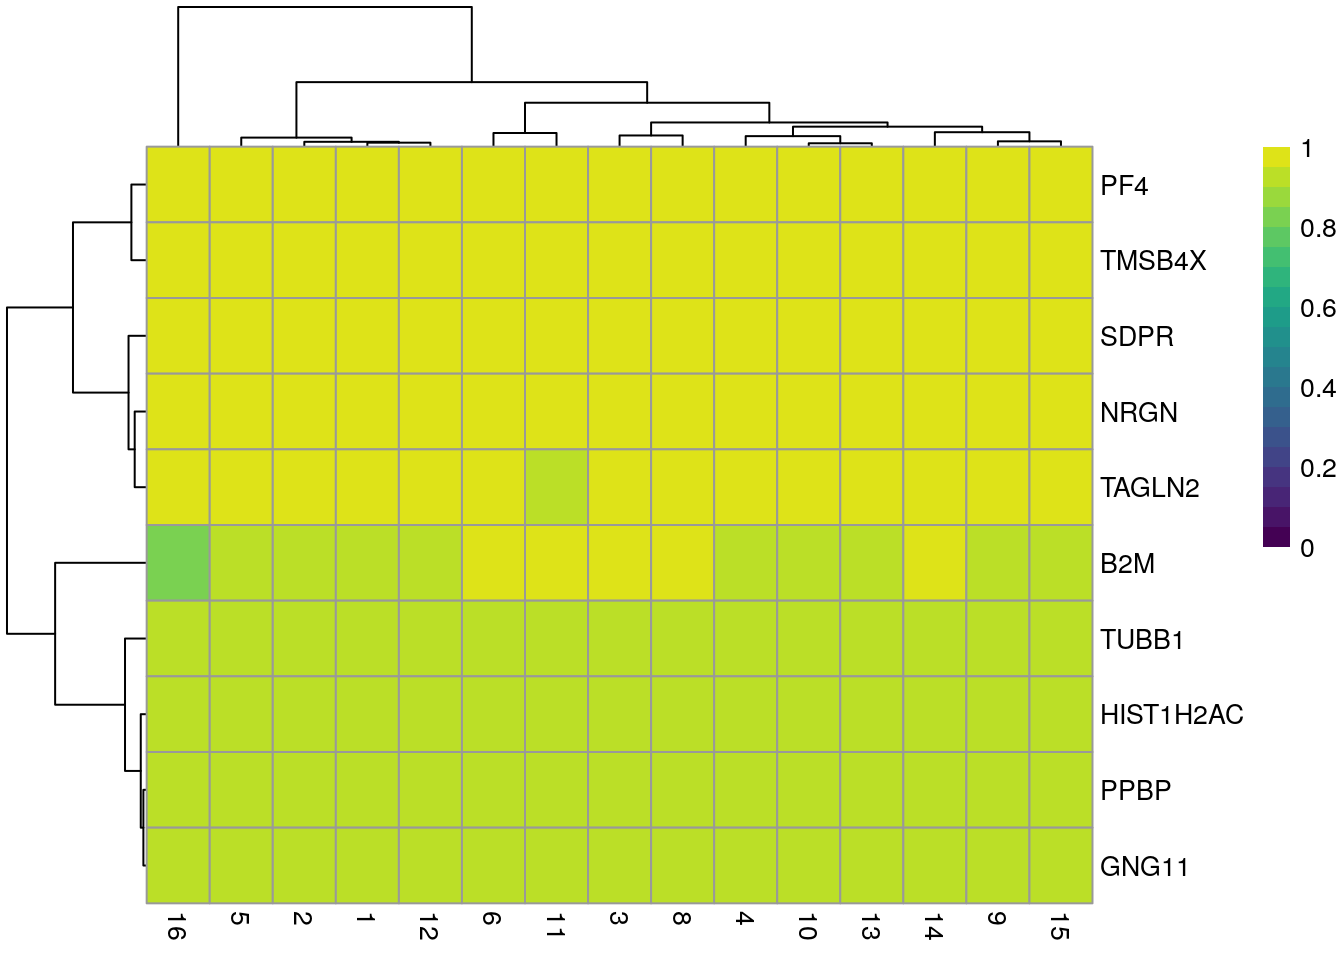 1
PF4
0.8
TMSB4X
0.6
SDPR
0.4
NRGN
0.2
TAGLN2
0
B2M
TUBB1
HIST1H2AC
PPBP
GNG11
16 5 2 1 12 6 11 3 8 4 10 13 14 9 15